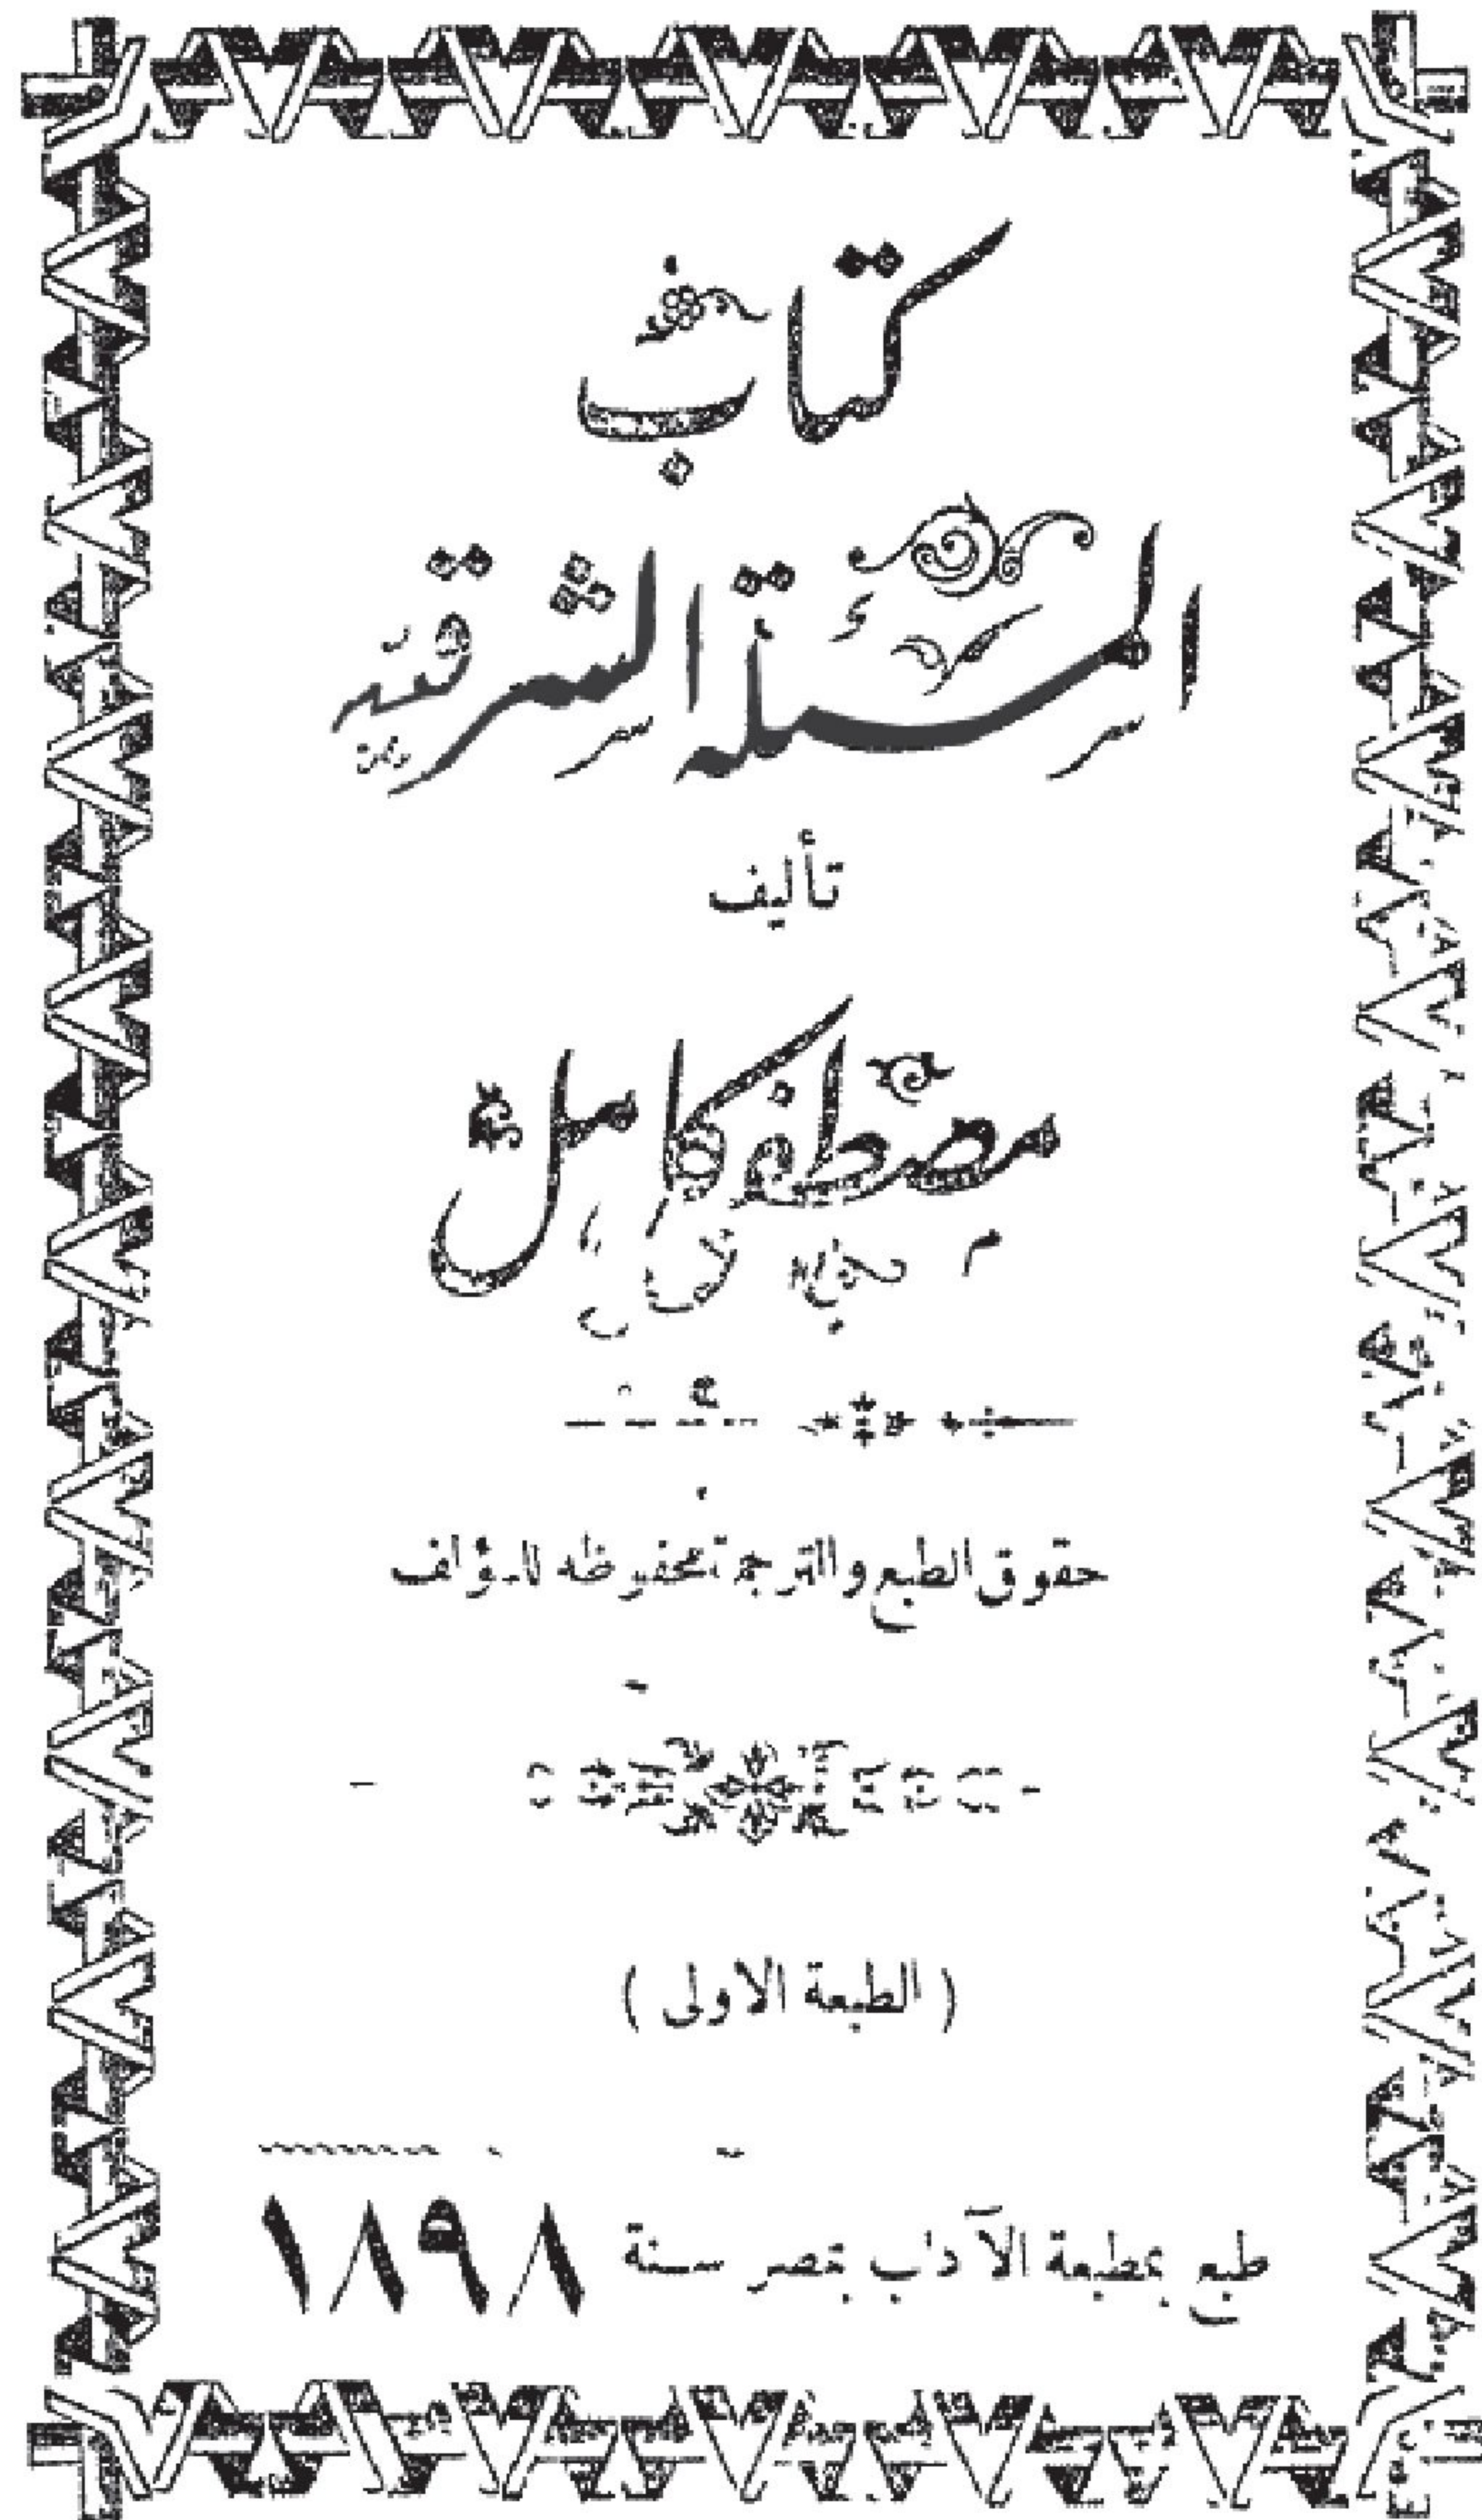 كتاب
المسئلة الشرقية
تأليف
مصطفى كامل
حقوق الطبع والترجمة محفوظة للمؤلف
( الطبعة الاولى )
طبع بمطبعة الآداب بمصر سنة ١٨٩٨